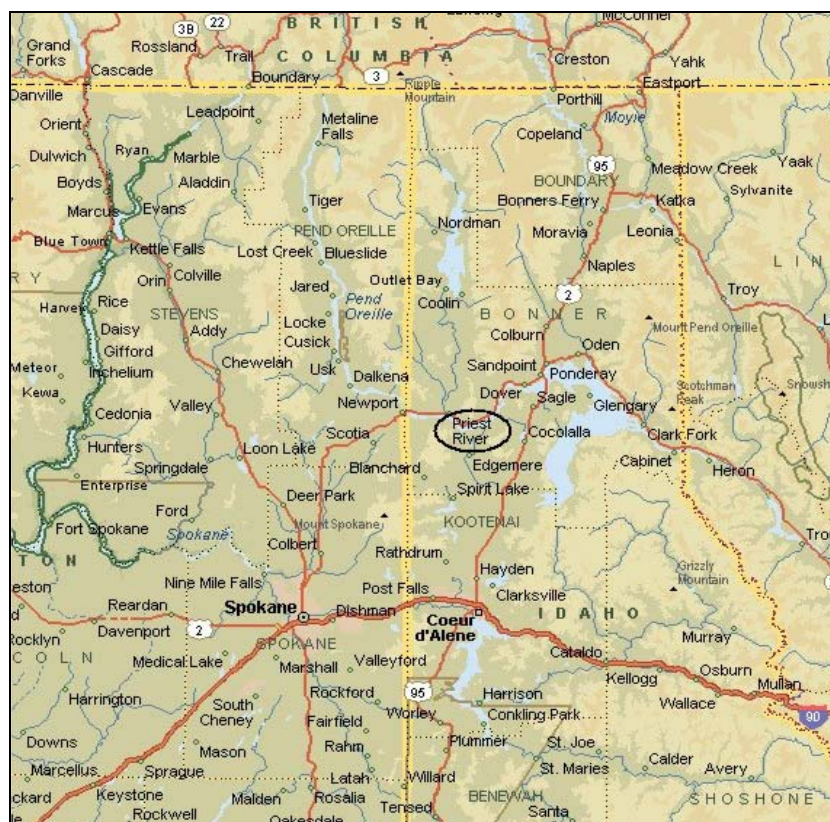 BRITISH
COLUMBIA
Grand
Forks
Rossland
3B
22
Trail
Cascade
Boundary
3
Ripple
Mountain
McConnel
Creston
Yahk
Eastport
Danville
Leadpoint
Porthill
Moyie
Orient
Metaline
Falls
Copeland
Dulwich
Ryan
Marble
95
Yaak
Boyds
Aladdin
BOUNDARY
Meadow Creek
Sylvanite
Marcus
Evans
Tiger
Bonners Ferry
Katka
Nordman
Blue Town
PEND OREILLE
Moravia
Leonia
Kettle Falls
Lost Creek
Blueslide
Naples
Colville
Outlet Bay
Orin
Jared
Pend
Oreille
Coolin
2
Troy
Harvey
Rice
STEVENS
BONNER
Daisy
Addy
Locke
Colburn
Mount Pend Oreille
Gifford
Cusick
Oden
Meteor
Inchelium
Chewelah
Usk
Sandpoint
Ponderay
Kewa
Dalkena
Dover
Scotchman
Peak
Newport
Sagle
Glengary
Cedonia
Valley
Priest
River
Cocolalla
Clark Fork
Hunters
Scotia
Loon Lake
Edgemere
Cabinet
Springdale
Blanchard
Heron
Enterprise
Spirit Lake
Ford
Deer Park
Fort Spokane
Mount Spokane
KOOTENAI
Spokane
Colbert
Rathdrum
Grizzly
Mountain
Nine Mile Falls
Hayden
Post Falls
Clarksville
Reardan
Spokane
Dishman
Coeur
d'Alene
IDAHO
2
Davenport
SPOKANE
Murray
Cataldo
Medical Lake
Marshall
Valleyford
Osburn
Kellogg
Mullan
Harrington
Rockford
95
Harrison
Wallace
South
Cheney
Worley
Conkling Park
90
Fairfield
Downs
Mason
Rahm
Plummer
St. Joe
Calder
Marcellus
Sprague
Latah
Willard
St. Maries
Avery
Keystone
Malden
Rosalia
BENEWAH
SHOSHONE
Rockwell
Oakesdale
Tensed
Santa